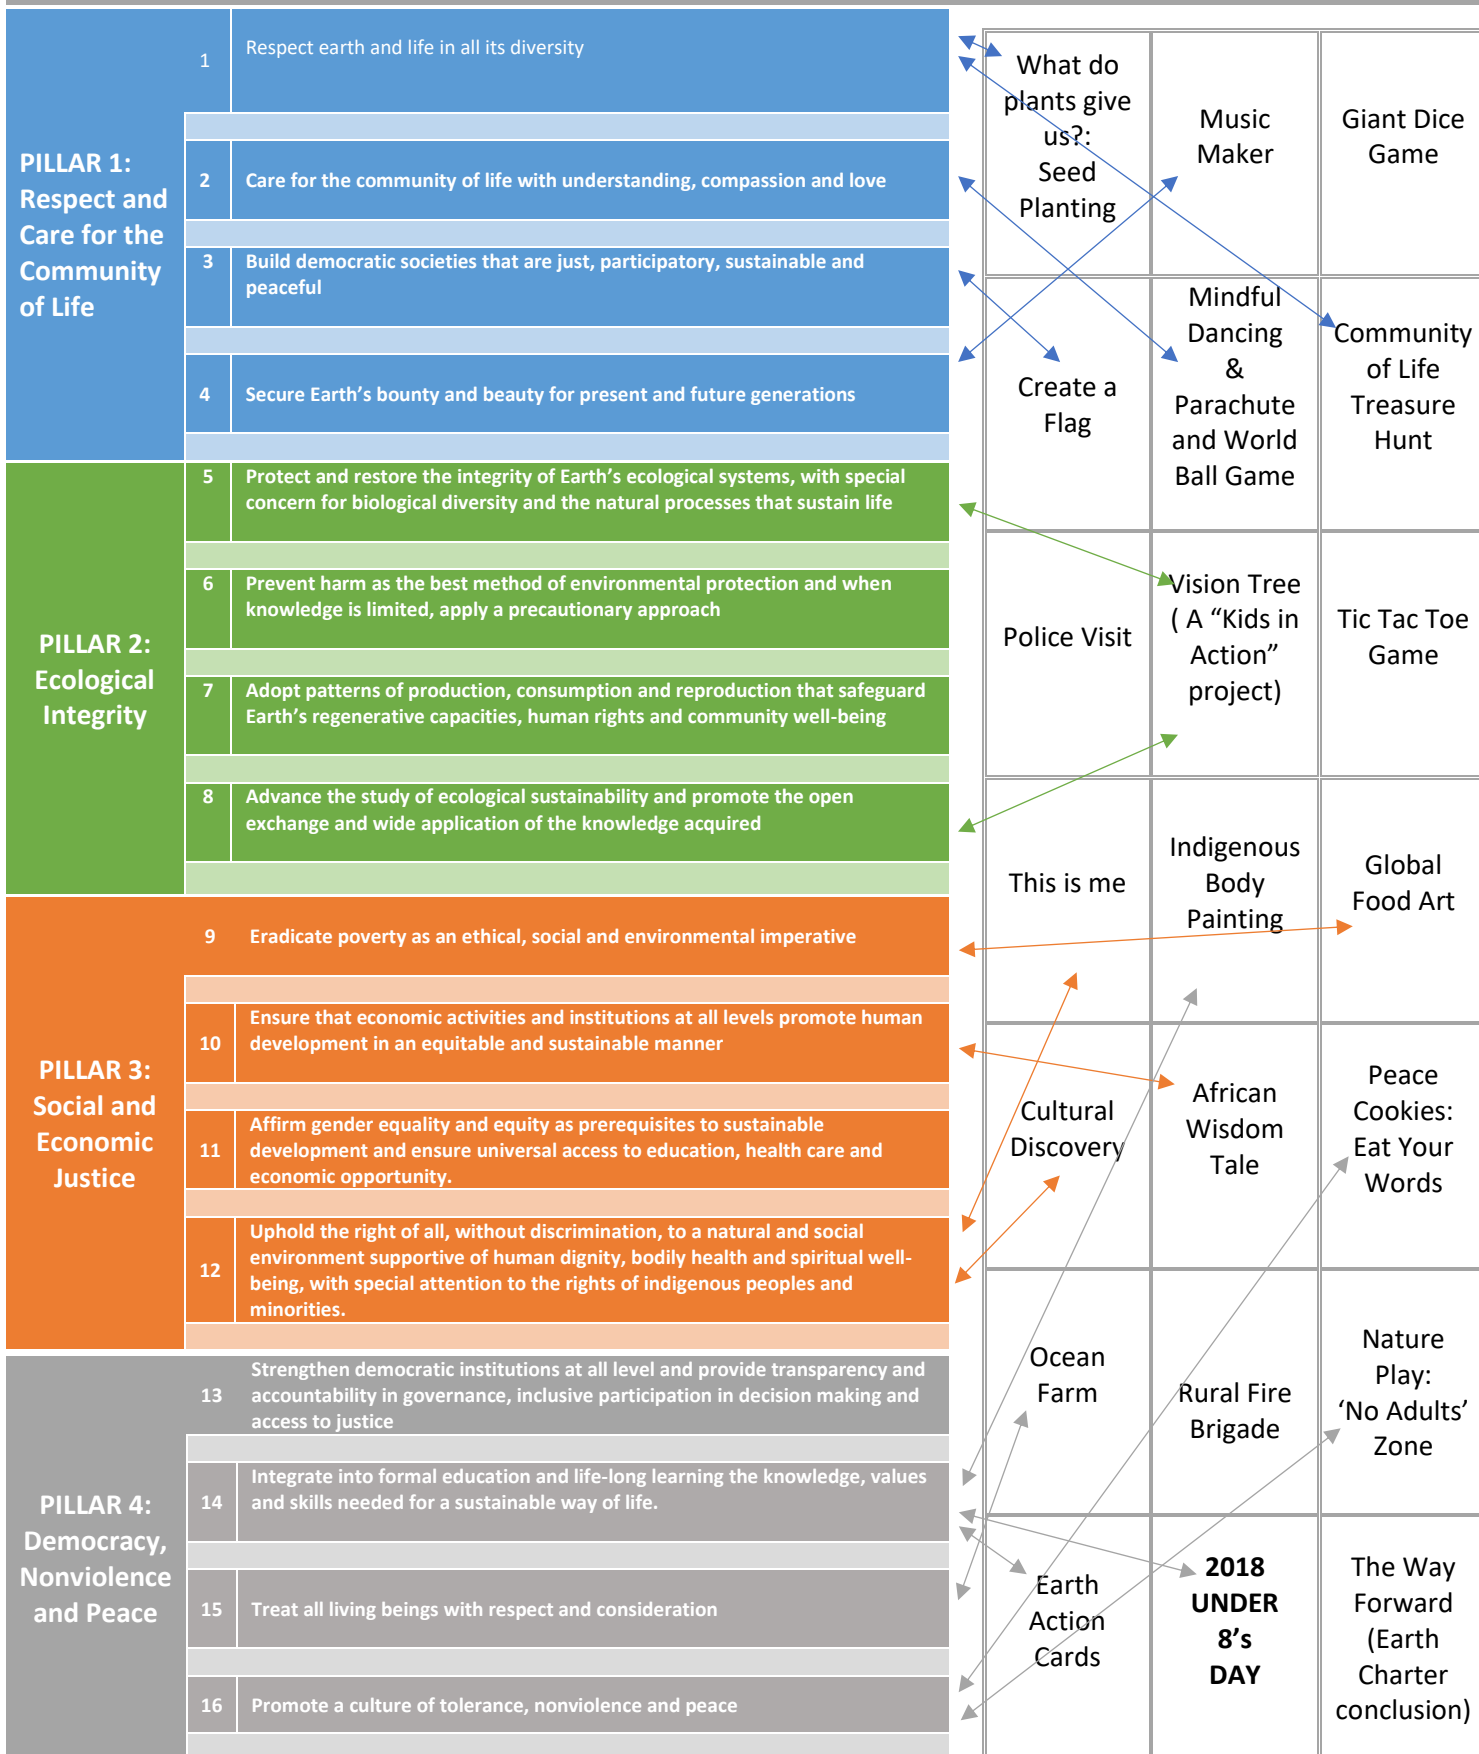 PILLAR 1:
Respect and
Care for the
Community
of Life
1
Respect earth and life in all its diversity
2
Care for the community of life with understanding, compassion and love
3
Build democratic societies that are just, participatory, sustainable and
peaceful
4
Secure Earth's bounty and beauty for present and future generations
PILLAR 2:
Ecological
Integrity
5
Protect and restore the integrity of Earth's ecological systems, with special
concern for biological diversity and the natural processes that sustain life
6
Prevent harm as the best method of environmental protection and when
knowledge is limited, apply a precautionary approach
7
Adopt patterns of production, consumption and reproduction that safeguard
Earth's regenerative capacities, human rights and community well-being
8
Advance the study of ecological sustainability and promote the open
exchange and wide application of the knowledge acquired
PILLAR 3:
Social and
Economic
Justice
9
Eradicate poverty as an ethical, social and environmental imperative
10
Ensure that economic activities and institutions at all levels promote human
development in an equitable and sustainable manner
11
Affirm gender equality and equity as prerequisites to sustainable
development and ensure universal access to education, health care and
economic opportunity.
12
Uphold the right of all, without discrimination, to a natural and social
environment supportive of human dignity, bodily health and spiritual well-
being, with special attention to the rights of indigenous peoples and
minorities.
PILLAR 4:
Democracy,
Nonviolence
and Peace
13
Strengthen democratic institutions at all level and provide transparency and
accountability in governance, inclusive participation in decision making and
access to justice
14
Integrate into formal education and life-long learning the knowledge, values
and skills needed for a sustainable way of life.
15
Treat all living beings with respect and consideration
16
Promote a culture of tolerance, nonviolence and peace
What do
plants give
us?:
Seed
Planting
Music
Maker
Giant Dice
Game
Create a
Flag
Mindful
Dancing
&
Parachute
and World
Ball Game
Community
of Life
Treasure
Hunt
Police Visit
Vision Tree
( A “Kids in
Action”
project)
Tic Tac Toe
Game
This is me
Indigenous
Body
Painting
Global
Food Art
Cultural
Discovery
African
Wisdom
Tale
Peace
Cookies:
Eat Your
Words
Ocean
Farm
Rural Fire
Brigade
Nature
Play:
‘No Adults’
Zone
Earth
Action
Cards
2018
UNDER
8’s
DAY
The Way
Forward
(Earth
Charter
conclusion)